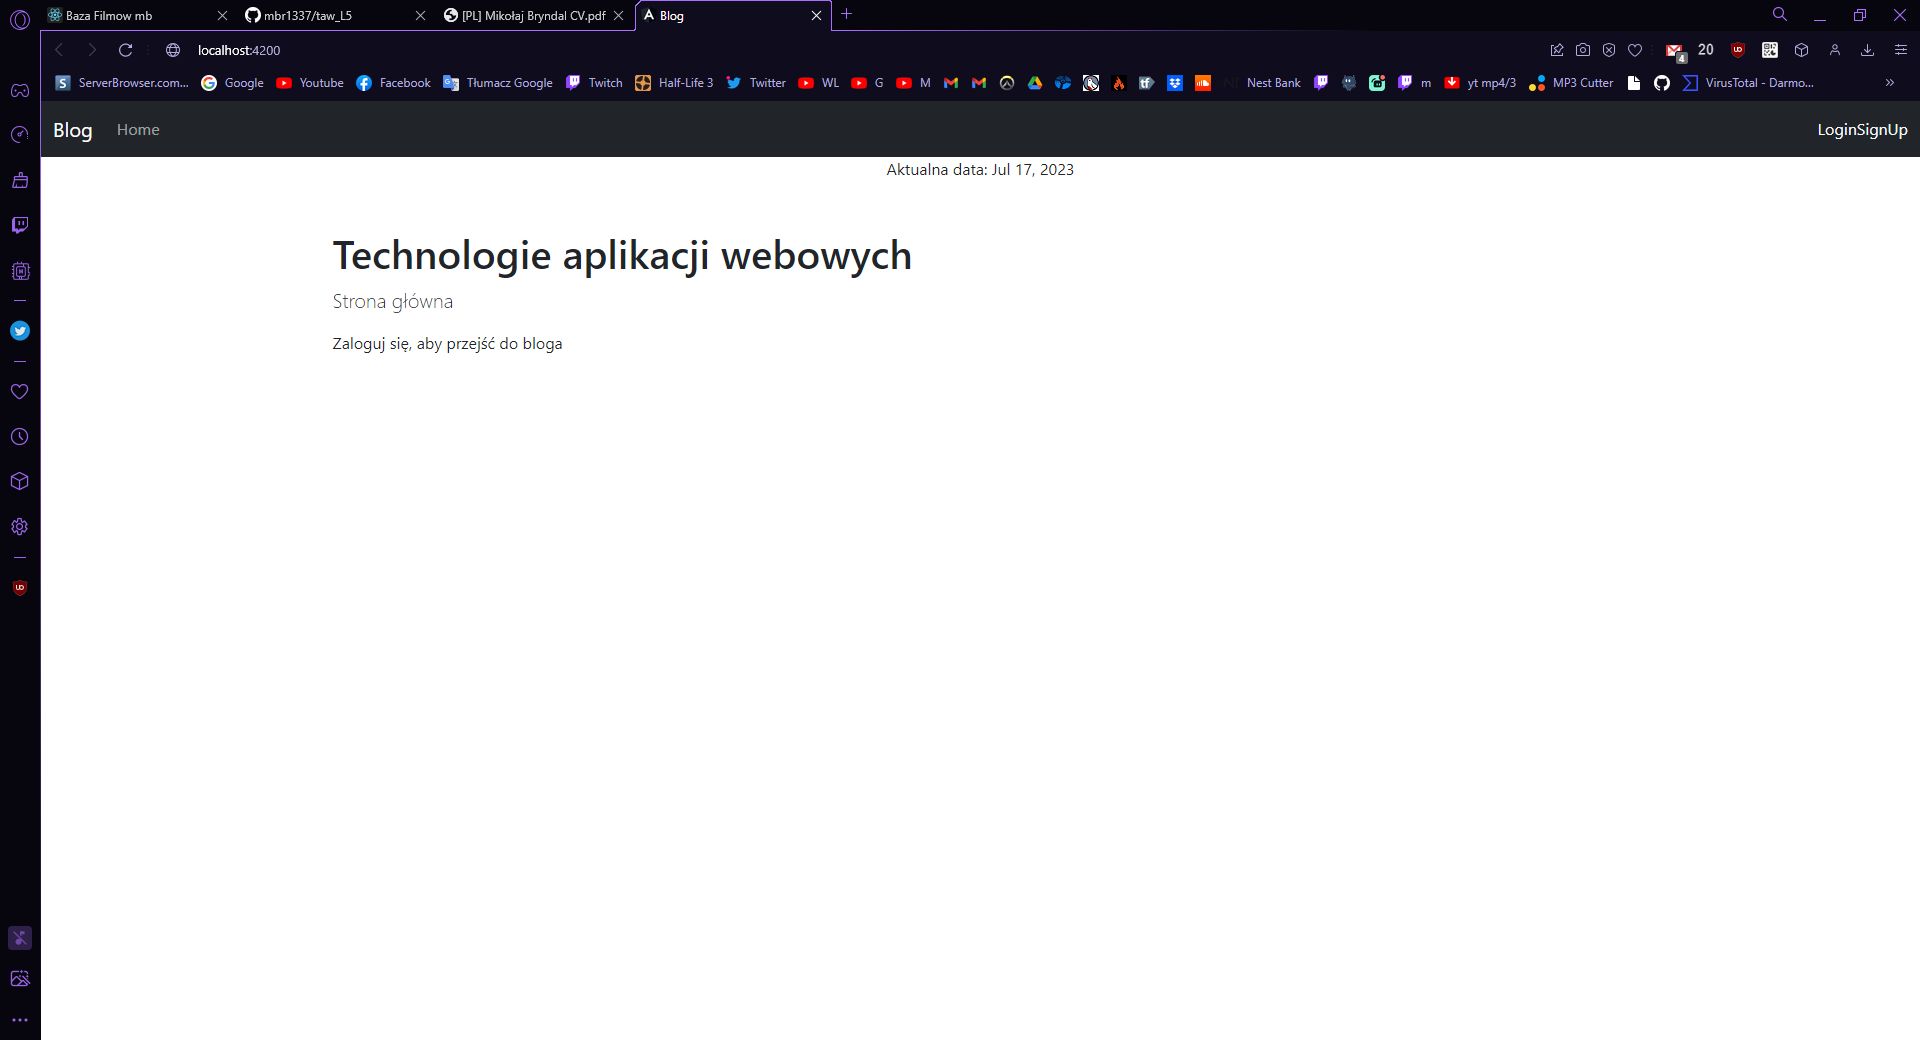 Baza Filmow mb
mbr1337/taw_L5
[PL] Mikołaj Bryndal CV.pdf
Blog
localhost:4200
4
20
ServerBrowser.com...
Google
Youtube
Facebook
Tłumacz Google
Twitch
Half-Life 3
Twitter
WL
G
M
Nest Bank
m
yt mp4/3
MP3 Cutter
VirusTotal - Darmo...
Blog
Home
LoginSignUp
Aktualna data: Jul 17, 2023
Technologie aplikacji webowych
Strona główna
Zaloguj się, aby przejść do bloga